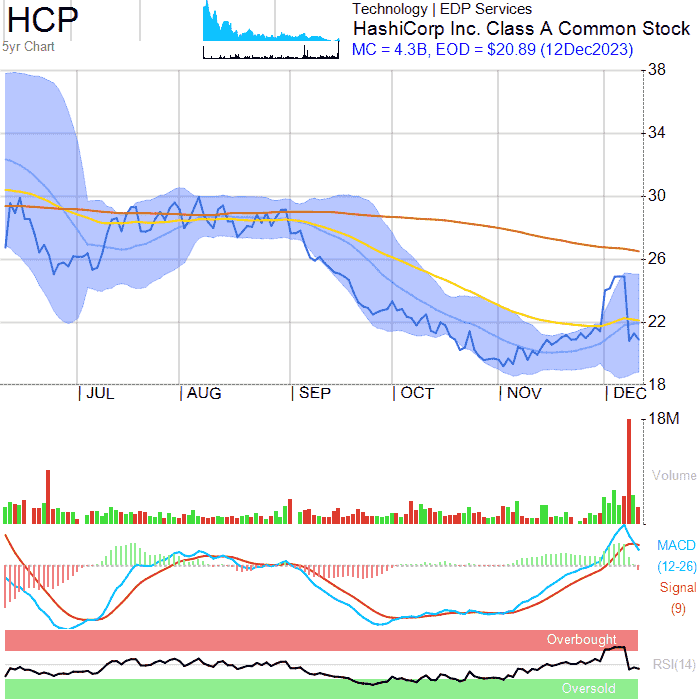 HCP
5yr Chart
Technology | EDP Services
HashiCorp Inc. Class A Common Stock
MC = 4.3B, EOD = $20.89 (12Dec2023)
38
34
30
26
22
18
| JUL | AUG | SEP | OCT | NOV | DEC
18M
Volume
MACD
(12-26)
Signal
(9)
Overbought
RSI(14)
Oversold